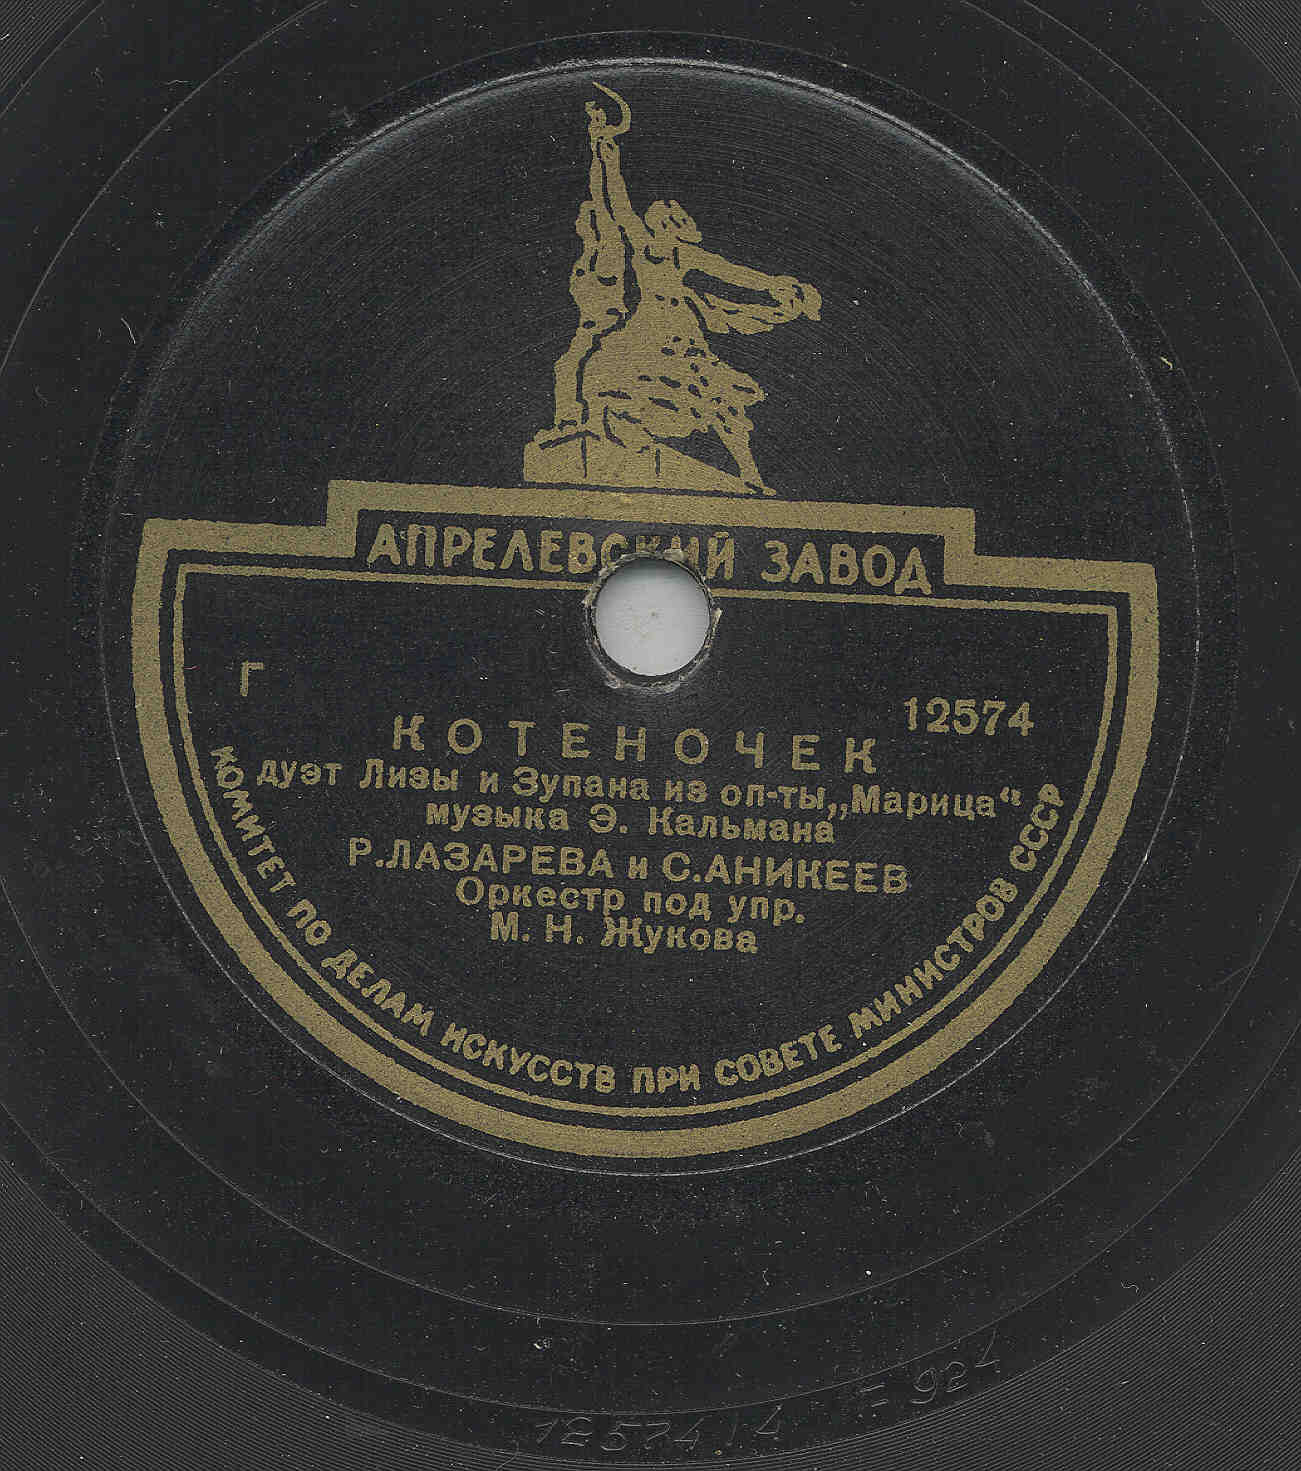 АПРЕЛЕВСКИЙ ЗАВОД
Г
12574
КОТЕНОЧЕК
дуэт Лизы и Зупана из оп-ты „Марица“
музыка Э. Кальмана
Р.ЛАЗАРЕВА и С.АНИКЕЕВ
Оркестр под упр.
М. Н. Жукова
КОМИТЕТ ПО ДЕЛАМ ИСКУССТВ ПРИ СОВЕТЕ МИНИСТРОВ СССР
12574